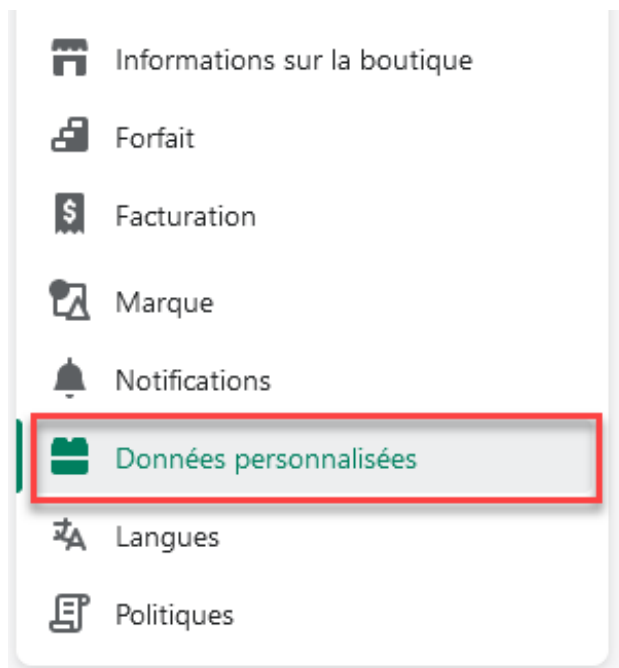 Informations sur la boutique
Forfait
$
Facturation
Marque
Notifications
Données personnalisées
Langues
Politiques